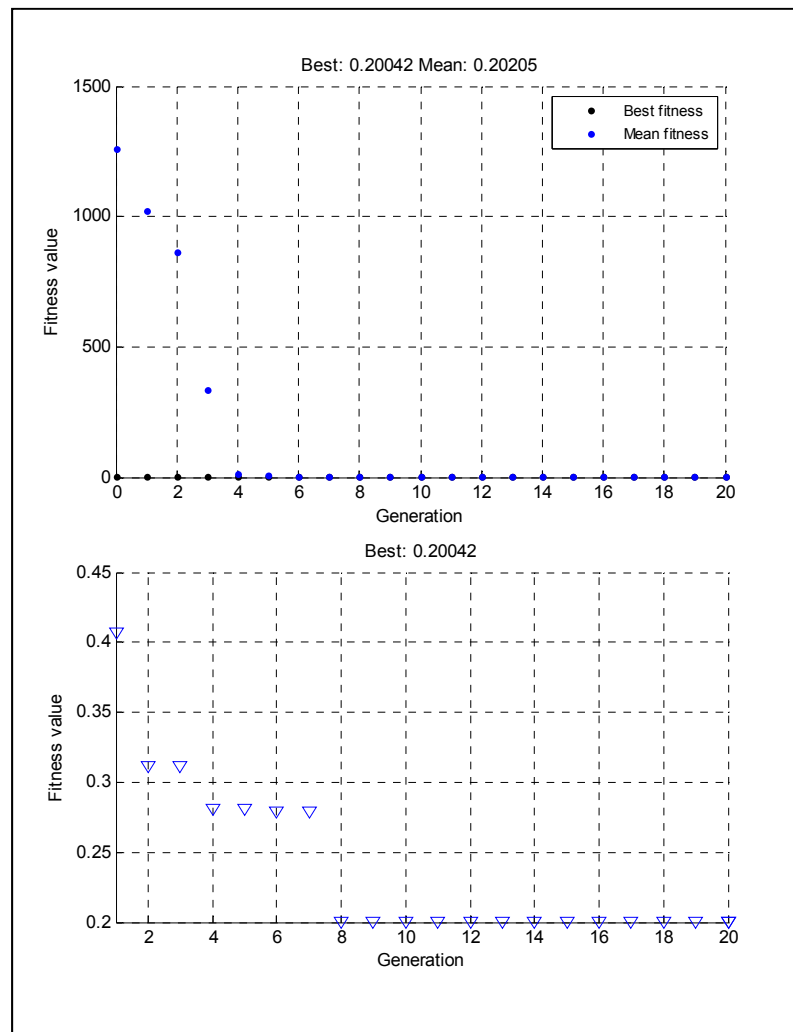 Best: 0.20042 Mean: 0.20205
1500
1000
500
0
Fitness value
Best fitness
Mean fitness
0 2 4 6 8 10 12 14 16 18 20
Generation
Best: 0.20042
0.45
0.4
0.35
0.3
0.25
0.2
Fitness value
2 4 6 8 10 12 14 16 18 20
Generation